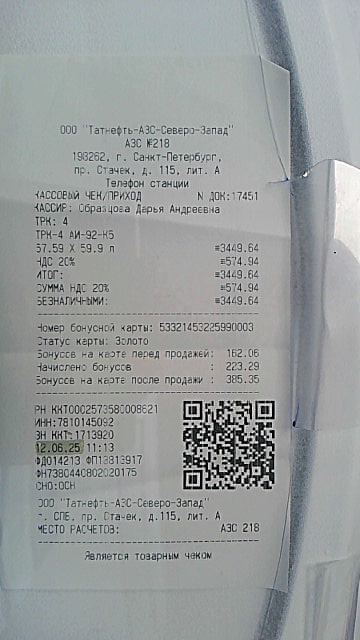 ООО "Татнефть-АЗС-Северо-Запад"
АЗС №218
198262, г. Санкт-Петербург,
пр. Стачек, д. 115, лит. А
Телефон станции
КАССОВЫЙ ЧЕК/ПРИХОД N ДОК:17451
КАССИР: Образцова Дарья Андреевна
ТРК: 4
ТРК-4 АИ-92-К5
57.59 X 59.9 л =3449.64
НДС 20% =574.94
ИТОГ: =3449.64
СУММА НДС 20% =574.94
БЕЗНАЛИЧНЫМИ: =3449.64
Номер бонусной карты: 53321453225990003
Статус карты: Золото
Бонусов на карте перед продажей: 162.06
Начислено бонусов : 223.29
Бонусов на карте после продажи : 385.35
РН ККТ0002573580008621
ИНН:7810145092
ЗН ККТ:1713920
12.06.25 11:13
ФД014213 ФП13813917
ФН7380440802020175
СНО:ОСН
ООО "Татнефть-АЗС-Северо-Запад"
г. СПБ, пр. Стачек, д.115, лит. А
МЕСТО РАСЧЕТОВ: АЗС 218
Является товарным чеком